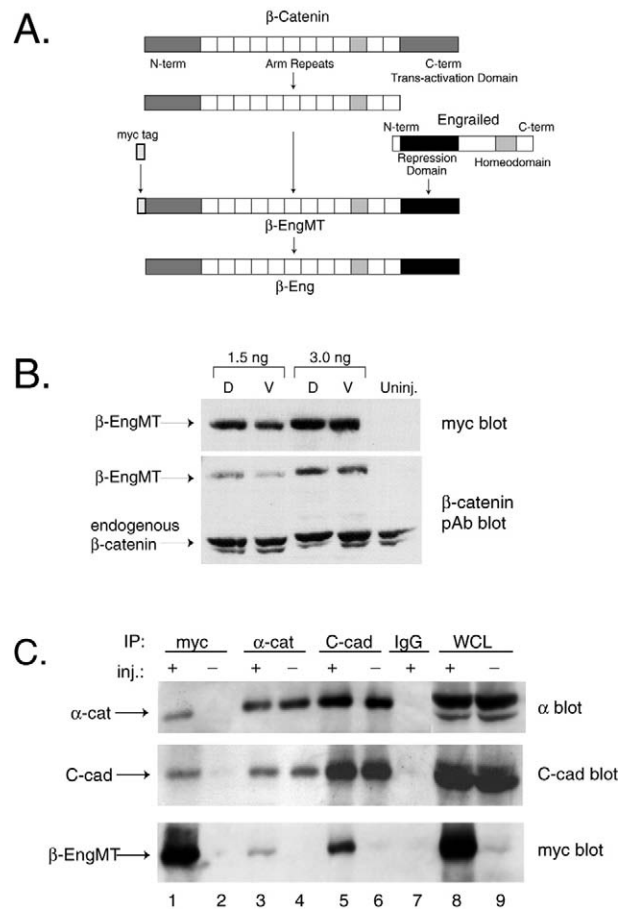 A.
β-Catenin
N-term
Arm Repeats
C-term
Trans-activation Domain
Engrailed
N-term
C-term
myc tag
Repression
Domain
Homeodomain
β-EngMT
β-Eng
B.
1.5 ng
3.0 ng
D V D V Uninj.
β-EngMT
myc blot
β-EngMT
β-catenin
pAb blot
endogenous
β-catenin
C.
IP: myc α-cat C-cad IgG WCL
inj.: + – + – + – + + –
α-cat
α blot
C-cad
C-cad blot
β-EngMT
myc blot
1 2 3 4 5 6 7 8 9